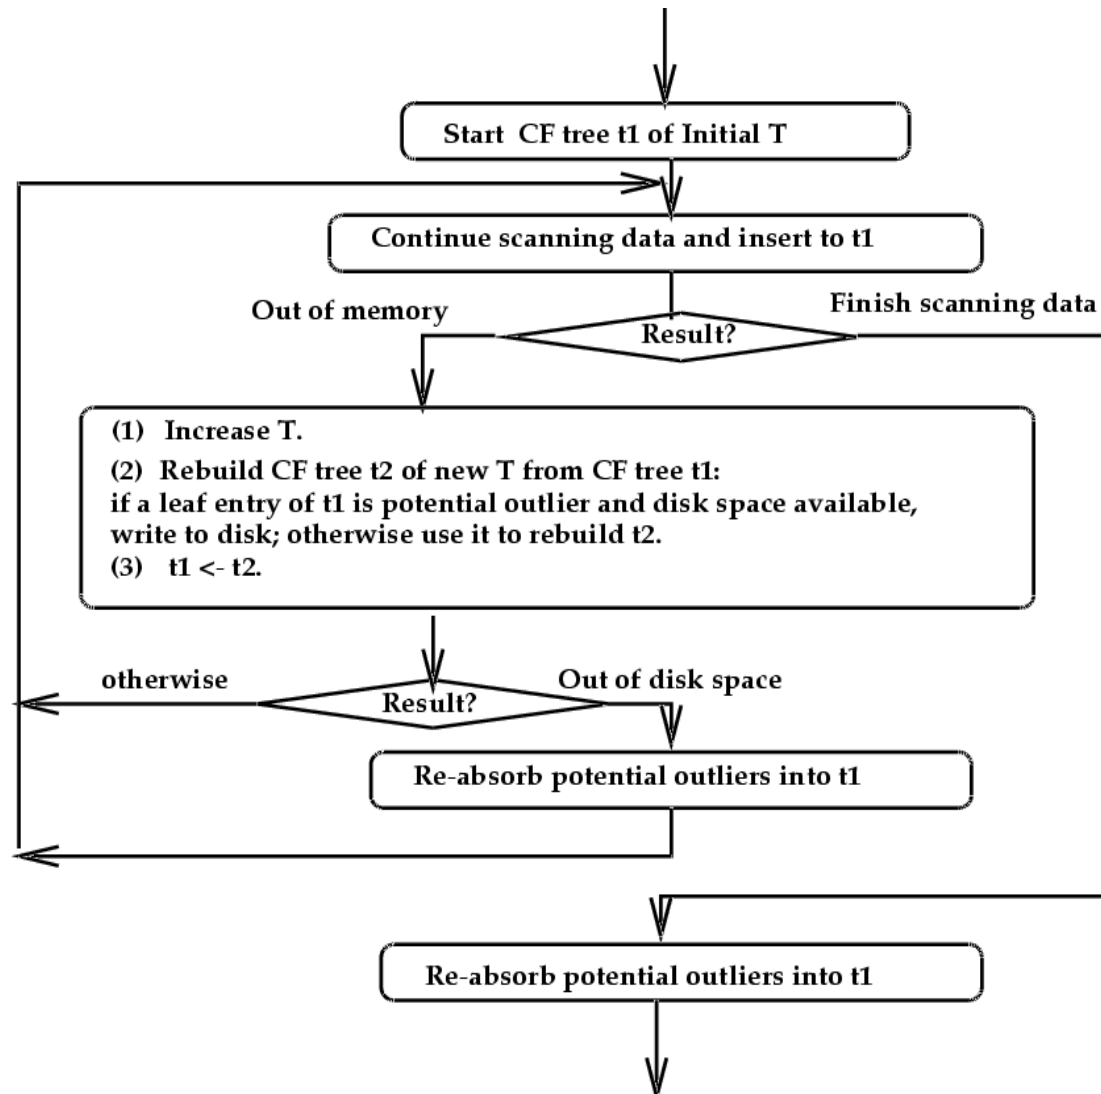 Start CF tree t1 of Initial T
Continue scanning data and insert to t1
Out of memory
Finish scanning data
Result?
(1) Increase T.
(2) Rebuild CF tree t2 of new T from CF tree t1:
if a leaf entry of t1 is potential outlier and disk space available,
write to disk; otherwise use it to rebuild t2.
(3) t1 <- t2.
otherwise
Out of disk space
Result?
Re-absorb potential outliers into t1
Re-absorb potential outliers into t1